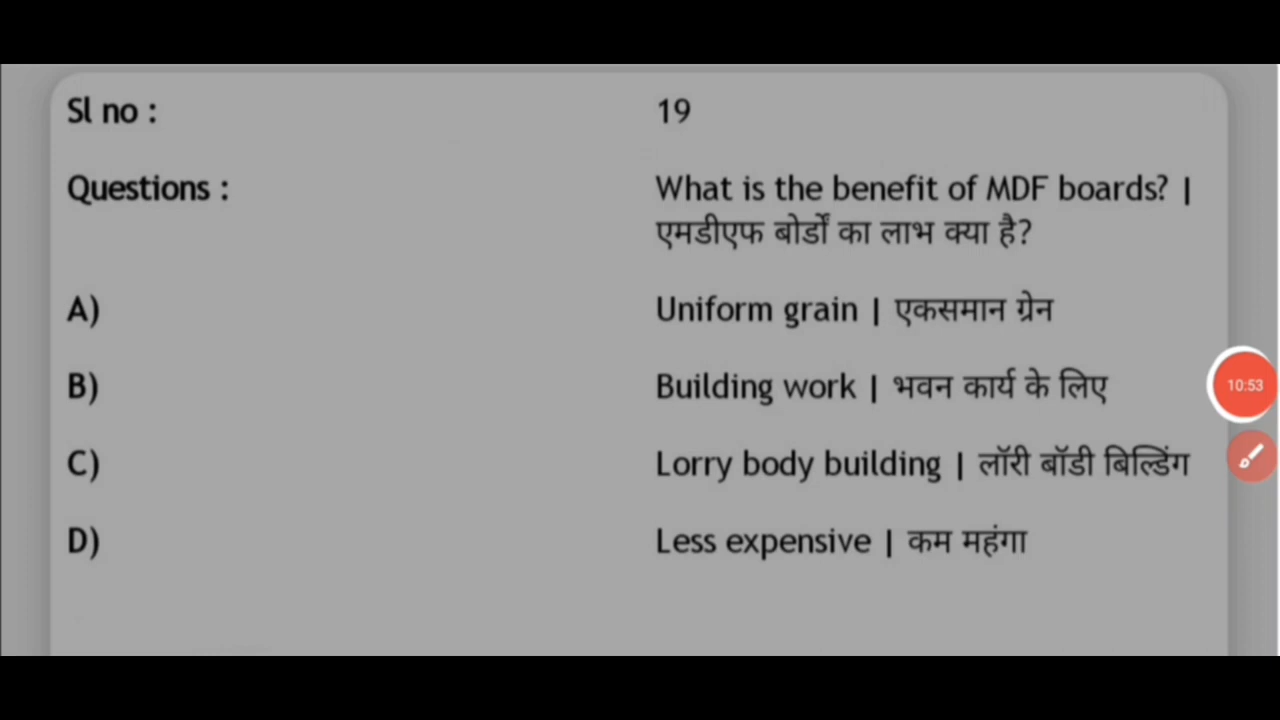 Sl no : 19
Questions : What is the benefit of MDF boards? |
एमडीएफ बोर्डों का लाभ क्या है?
A) Uniform grain | एकसमान ग्रेन
B) Building work | भवन कार्य के लिए
C) Lorry body building | लॉरी बॉडी बिल्डिंग
D) Less expensive | कम महंगा
10:53